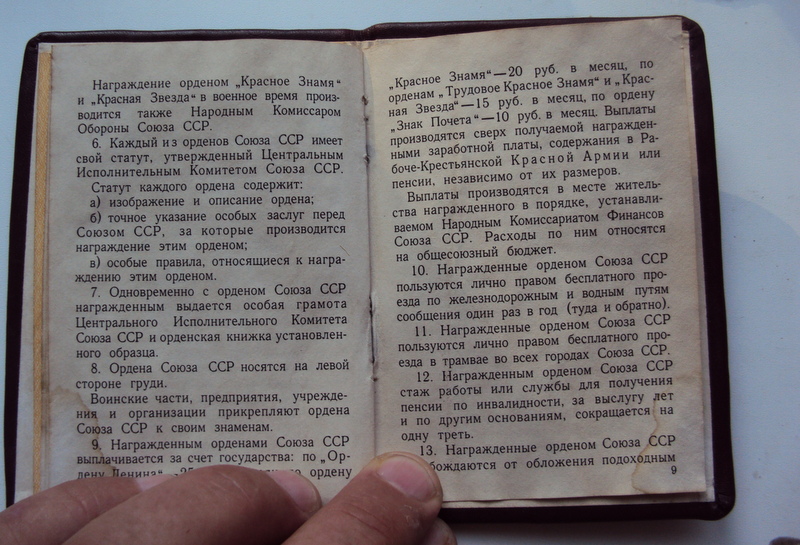 Награждение орденом „Красное Знамя“
и „Красная Звезда“ в военное время произ-
водится также Народным Комиссаром
Обороны Союза ССР.
6. Каждый из орденов Союза ССР имеет
свой статут, утвержденный Центральным
Исполнительным Комитетом Союза ССР.
Статут каждого ордена содержит:
а) изображение и описание ордена;
б) точное указание особых заслуг перед
Союзом ССР, за которые производится
награждение этим орденом;
в) особые правила, относящиеся к награ-
ждению этим орденом.
7. Одновременно с орденом Союза ССР
награжденным выдается особая грамота
Центрального Исполнительного Комитета
Союза ССР и орденская книжка установлен-
ного образца.
8. Ордена Союза ССР носятся на левой
стороне груди.
Воинские части, предприятия, учрежде-
ния и организации прикрепляют ордена
Союза ССР к своим знаменам.
9. Награжденным орденами Союза ССР
выплачивается за счет государства: по „Ор-
дену Ленина“ 25 ордену
„Красное Знамя“—20 руб. в месяц, по
орденам „Трудовое Красное Знамя“ и „Крас-
ная Звезда“—15 руб. в месяц, по ордену
„Знак Почета“—10 руб. в месяц. Выплаты
производятся сверх получаемой награжден-
ными заработной платы, содержания в Ра-
боче-Крестьянской Красной Армии или
пенсии, независимо от их размеров.
Выплаты производятся в месте житель-
ства награжденного в порядке, устанавли-
ваемом Народным Комиссариатом Финансов
Союза ССР. Расходы по ним относятся
на общесоюзный бюджет.
10. Награжденные орденом Союза ССР
пользуются лично правом бесплатного про-
езда по железнодорожным и водным путям
сообщения один раз в год (туда и обратно).
11. Награжденные орденом Союза ССР
пользуются лично правом бесплатного про-
езда в трамвае во всех городах Союза ССР.
12. Награжденным орденом Союза ССР
стаж работы или службы для получения
пенсии по инвалидности, за выслугу лет
и по другим основаниям, сокращается на
одну треть.
13. Награжденные орденом Союза ССР
бождаются от обложения подоходным
9